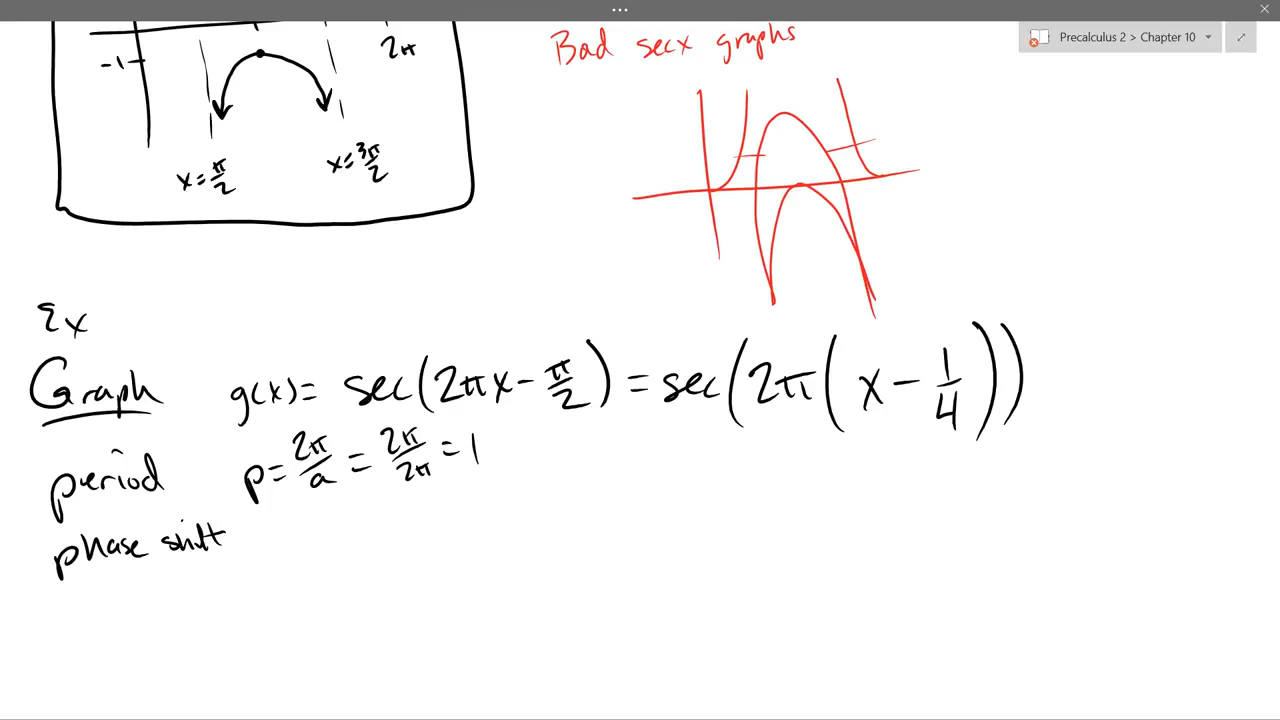 ...
Precalculus 2 > Chapter 10
Bad secx graphs
-1
2π
x=π/2
x=3π/2
Ex
Graph g(x)= sec(2πx-π/2)=sec(2π(x-1/4))
period p=2π/a=2π/2π=1
phase shift